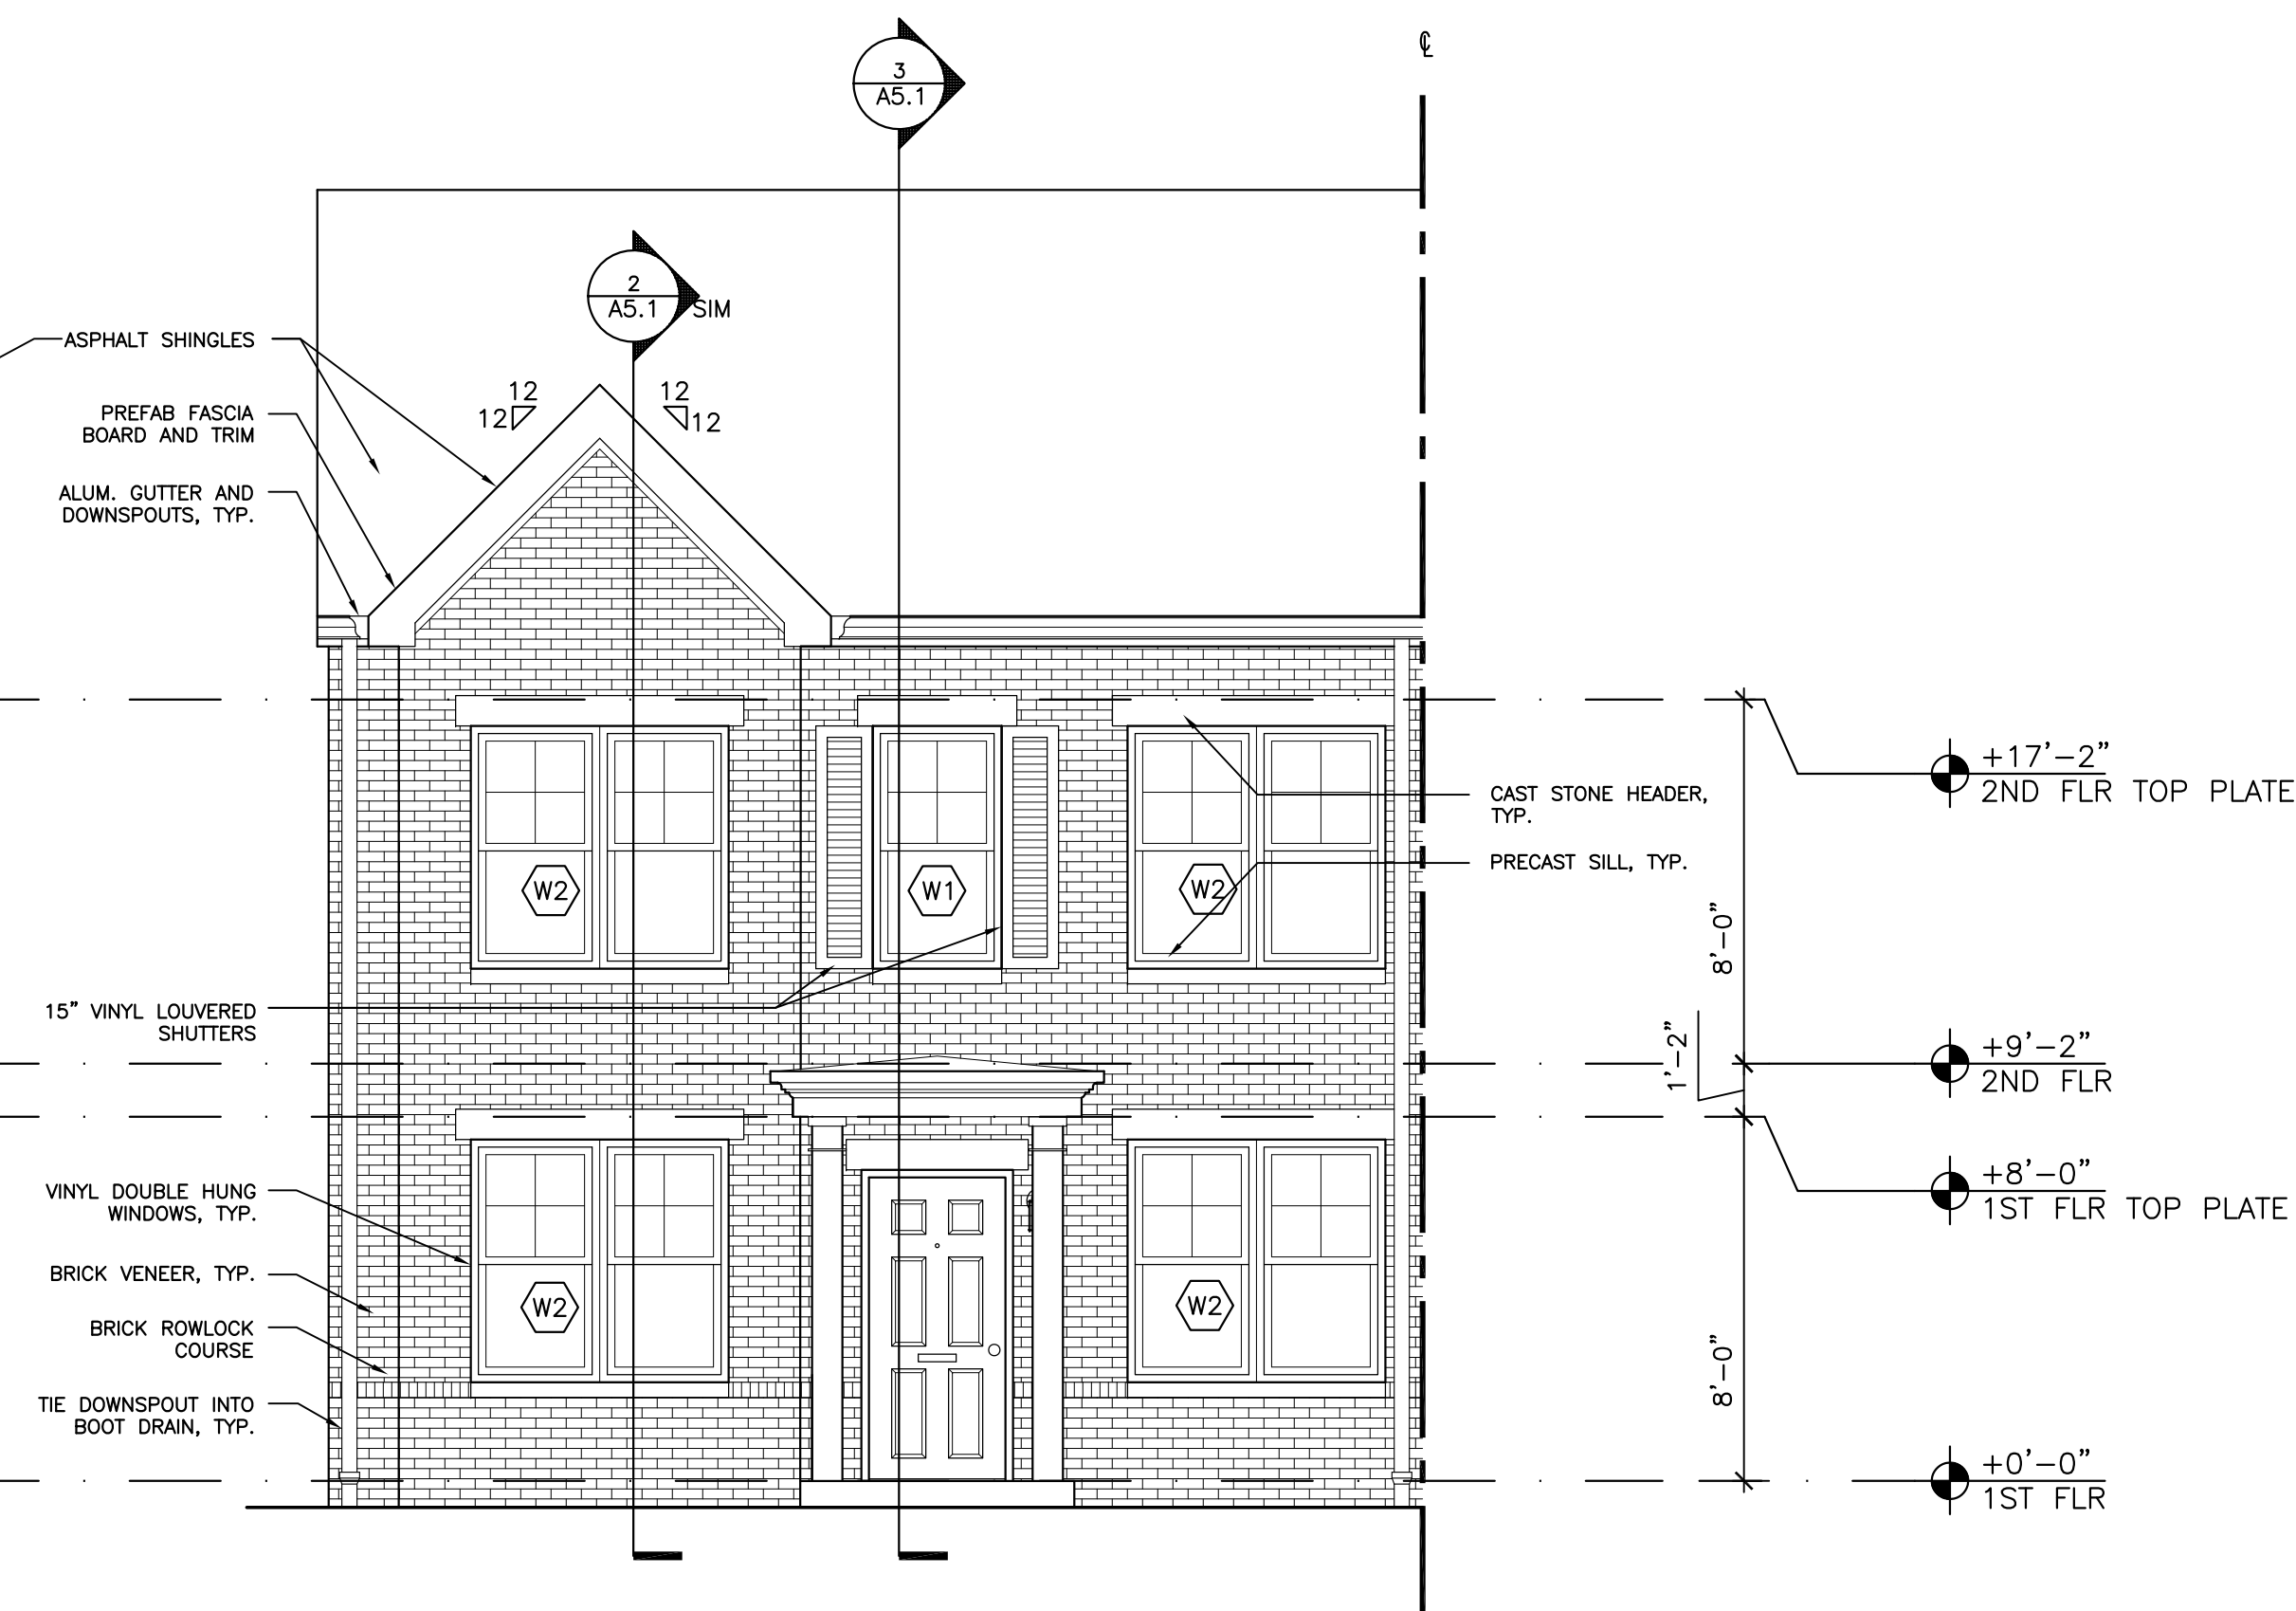 ℄
3
A5.1
2
A5.1 SIM
ASPHALT SHINGLES
12
12
12
12
PREFAB FASCIA
BOARD AND TRIM
ALUM. GUTTER AND
DOWNSPOUTS, TYP.
+17'-2"
2ND FLR TOP PLATE
CAST STONE HEADER,
TYP.
PRECAST SILL, TYP.
W2
W1
W2
8'-0"
15" VINYL LOUVERED
SHUTTERS
1'-2"
+9'-2"
2ND FLR
+8'-0"
1ST FLR TOP PLATE
VINYL DOUBLE HUNG
WINDOWS, TYP.
BRICK VENEER, TYP.
W2
W2
BRICK ROWLOCK
COURSE
8'-0"
TIE DOWNSPOUT INTO
BOOT DRAIN, TYP.
+0'-0"
1ST FLR